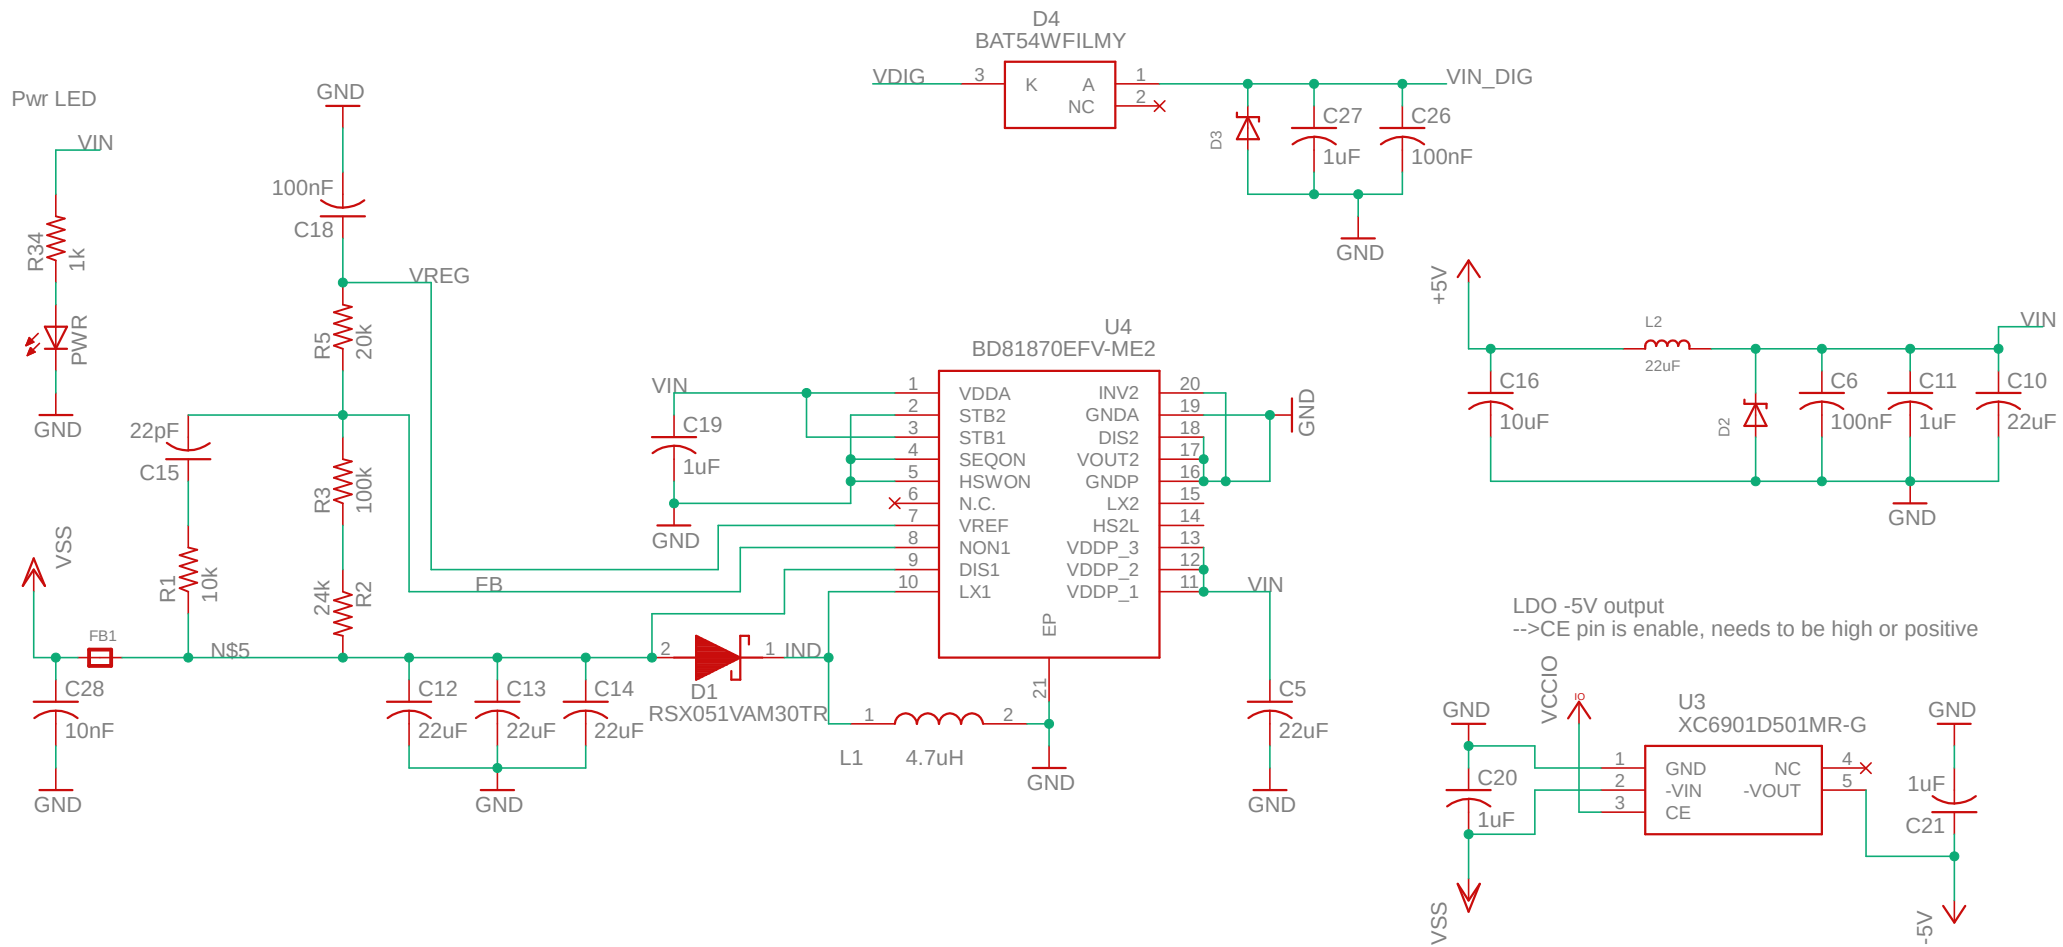 D4
BAT54WFILMY
VDIG
3
K
A
NC
1
2
VIN_DIG
D3
C27
1uF
C26
100nF
GND
Pwr LED
VIN
R34
1k
PWR
GND
GND
100nF
C18
VREG
R5
20k
22pF
C15
R3
100k
R1
10k
24k
R2
FB
VSS
FB1
N$5
C28
10nF
GND
C12
22uF
C13
22uF
C14
22uF
GND
2
1
IND
D1
RSX051VAM30TR
1
2
L1
4.7uH
GND
U4
BD81870EFV-ME2
VIN
C19
1uF
GND
1 VDDA
2 STB2
3 STB1
4 SEQON
5 HSWON
6 N.C.
7 VREF
8 NON1
9 DIS1
10 LX1
INV2 20
GNDA 19
DIS2 18
VOUT2 17
GNDP 16
LX2 15
HS2L 14
VDDP_3 13
VDDP_2 12
VDDP_1 11
EP
21
GND
VIN
C5
22uF
GND
+5V
C16
10uF
L2
22uF
D2
C6
100nF
C11
1uF
C10
22uF
VIN
GND
LDO -5V output
-->CE pin is enable, needs to be high or positive
VCCIO
IO
GND
C20
1uF
VSS
U3
XC6901D501MR-G
1 GND
2 -VIN
3 CE
NC 4
-VOUT 5
GND
1uF
C21
-5V